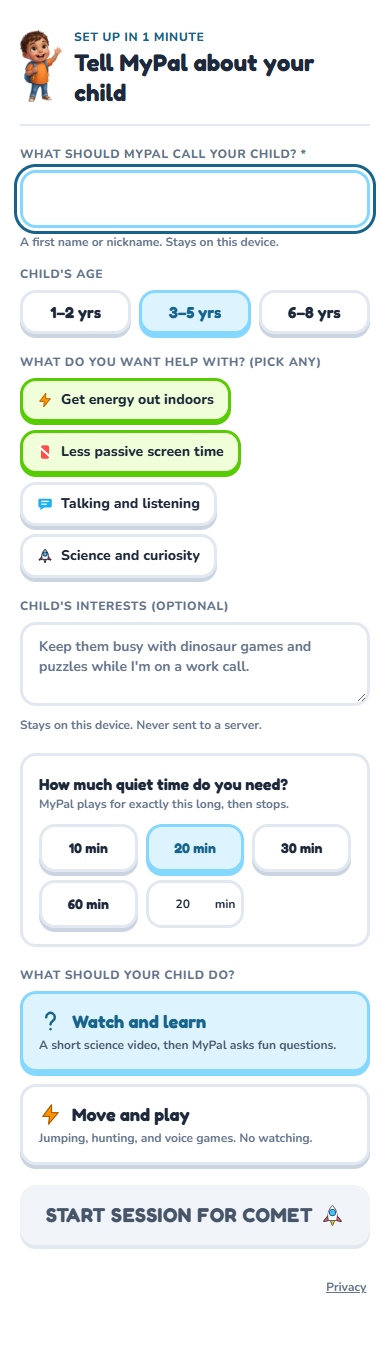 SET UP IN 1 MINUTE
Tell MyPal about your
child
WHAT SHOULD MYPAL CALL YOUR CHILD? *
A first name or nickname. Stays on this device.
CHILD'S AGE
1–2 yrs
3–5 yrs
6–8 yrs
WHAT DO YOU WANT HELP WITH? (PICK ANY)
Get energy out indoors
Less passive screen time
Talking and listening
Science and curiosity
CHILD'S INTERESTS (OPTIONAL)
Keep them busy with dinosaur games and
puzzles while I'm on a work call.
Stays on this device. Never sent to a server.
How much quiet time do you need?
MyPal plays for exactly this long, then stops.
10 min
20 min
30 min
60 min
20 min
WHAT SHOULD YOUR CHILD DO?
Watch and learn
A short science video, then MyPal asks fun questions.
Move and play
Jumping, hunting, and voice games. No watching.
START SESSION FOR COMET
Privacy